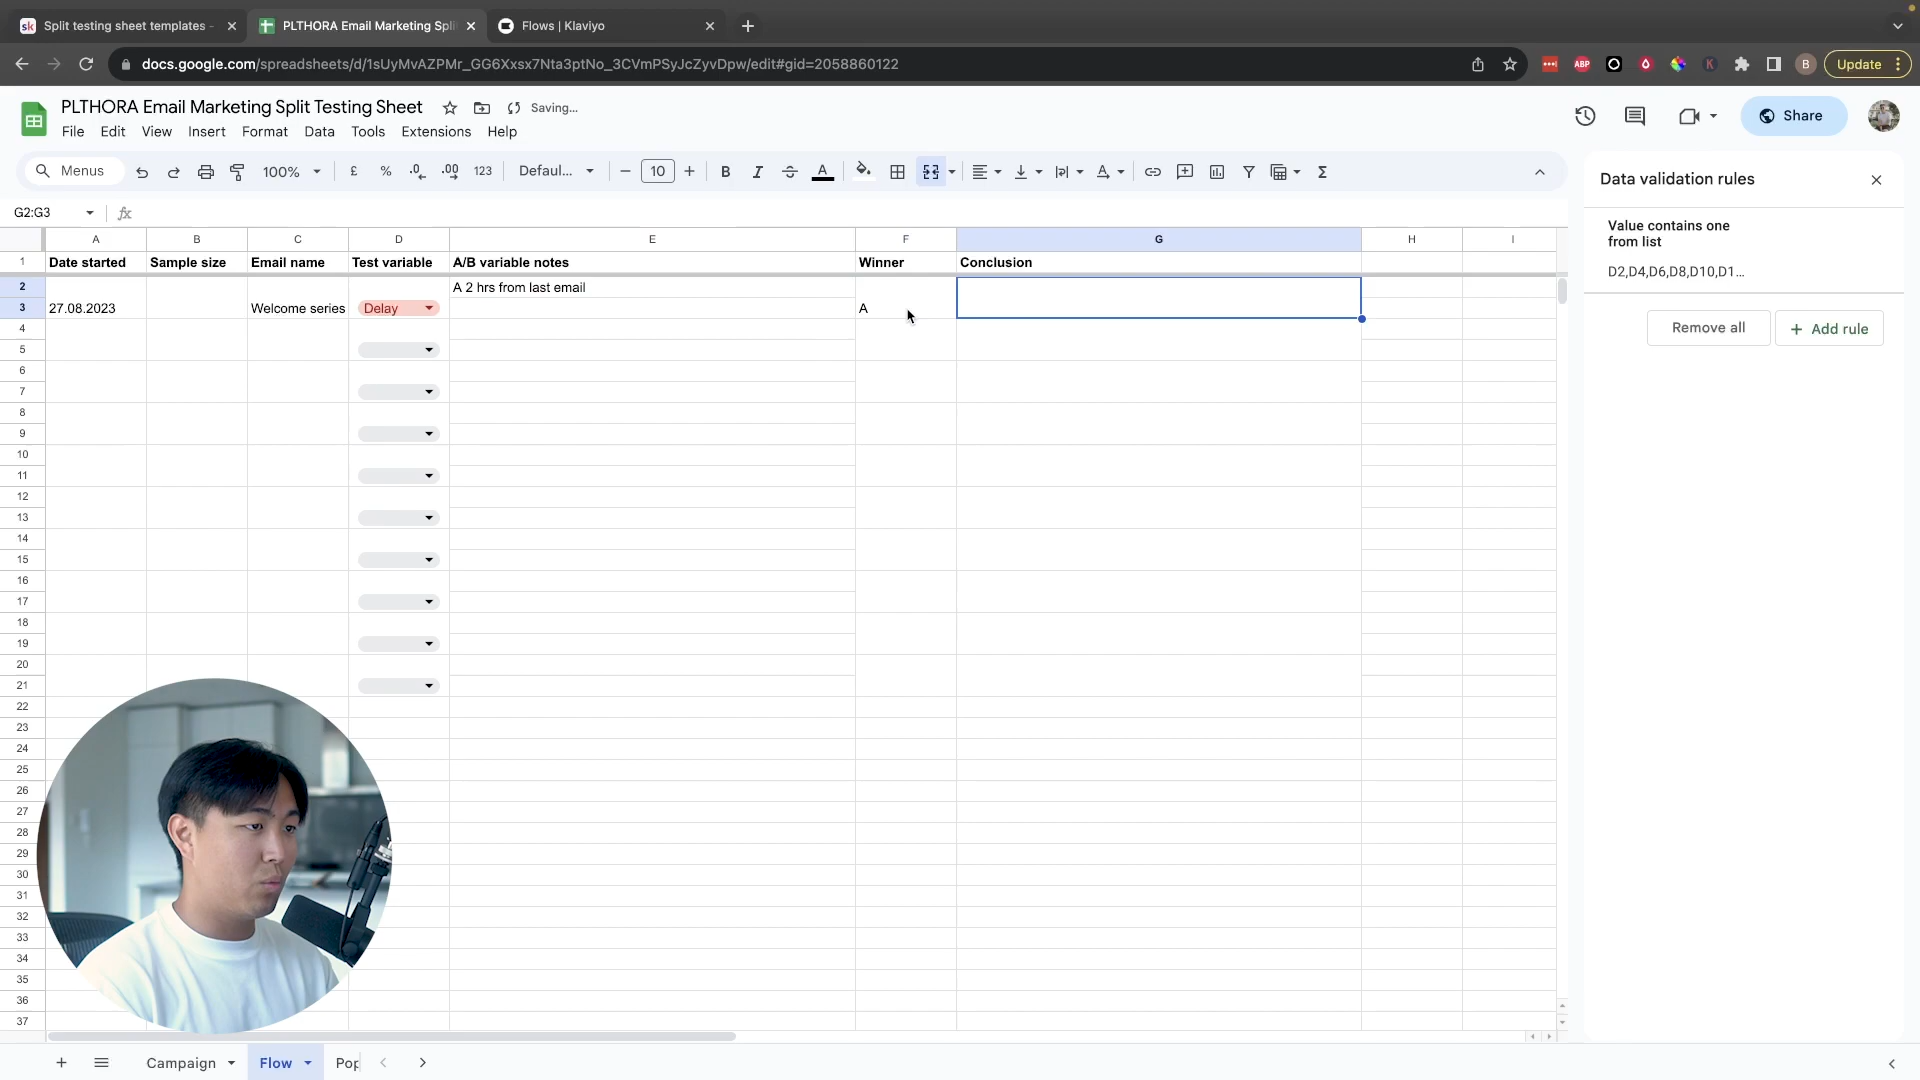 sk Split testing sheet templates -
PLTHORA Email Marketing Spli
Flows | Klaviyo
docs.google.com/spreadsheets/d/1sUyMvAZPMr_GG6Xxsx7Nta3ptNo_3CVmPSyJcZyvDpw/edit#gid=2058860122
ABP
K
B
Update
PLTHORA Email Marketing Split Testing Sheet
Saving...
File Edit View Insert Format Data Tools Extensions Help
Share
Menus
100%
£ % .0 .00 123
Defaul...
− 10 +
B I A
Data validation rules
G2:G3
fx
Value contains one
from list
D2,D4,D6,D8,D10,D1...
Remove all
+ Add rule
A B C D E F G H I
1 Date started Sample size Email name Test variable A/B variable notes Winner Conclusion
2 A 2 hrs from last email
3 27.08.2023 Welcome series Delay A
4
5
6
7
8
9
10
11
12
13
14
15
16
17
18
19
20
21
22
23
24
25
26
27
28
29
30
31
32
33
34
35
36
37
Campaign Flow Pop